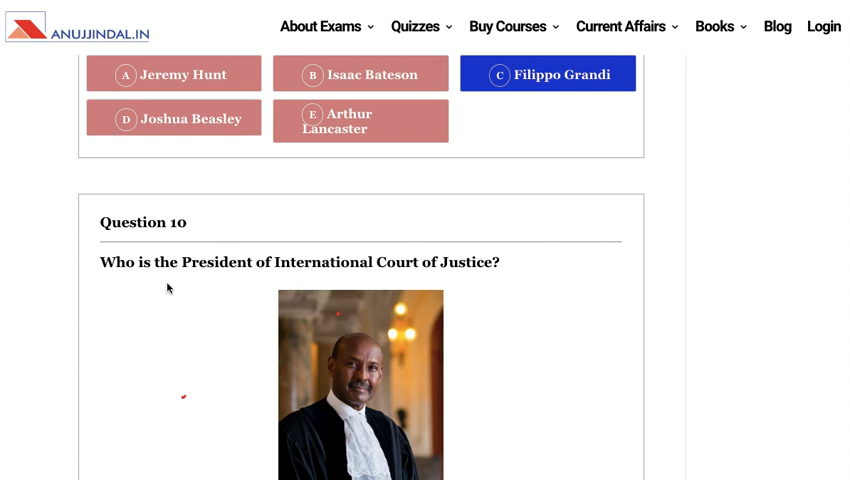 ANUJJINDAL.IN
About Exams Quizzes Buy Courses Current Affairs Books Blog Login
A Jeremy Hunt
B Isaac Bateson
C Filippo Grandi
D Joshua Beasley
E Arthur
Lancaster
Question 10
Who is the President of International Court of Justice?